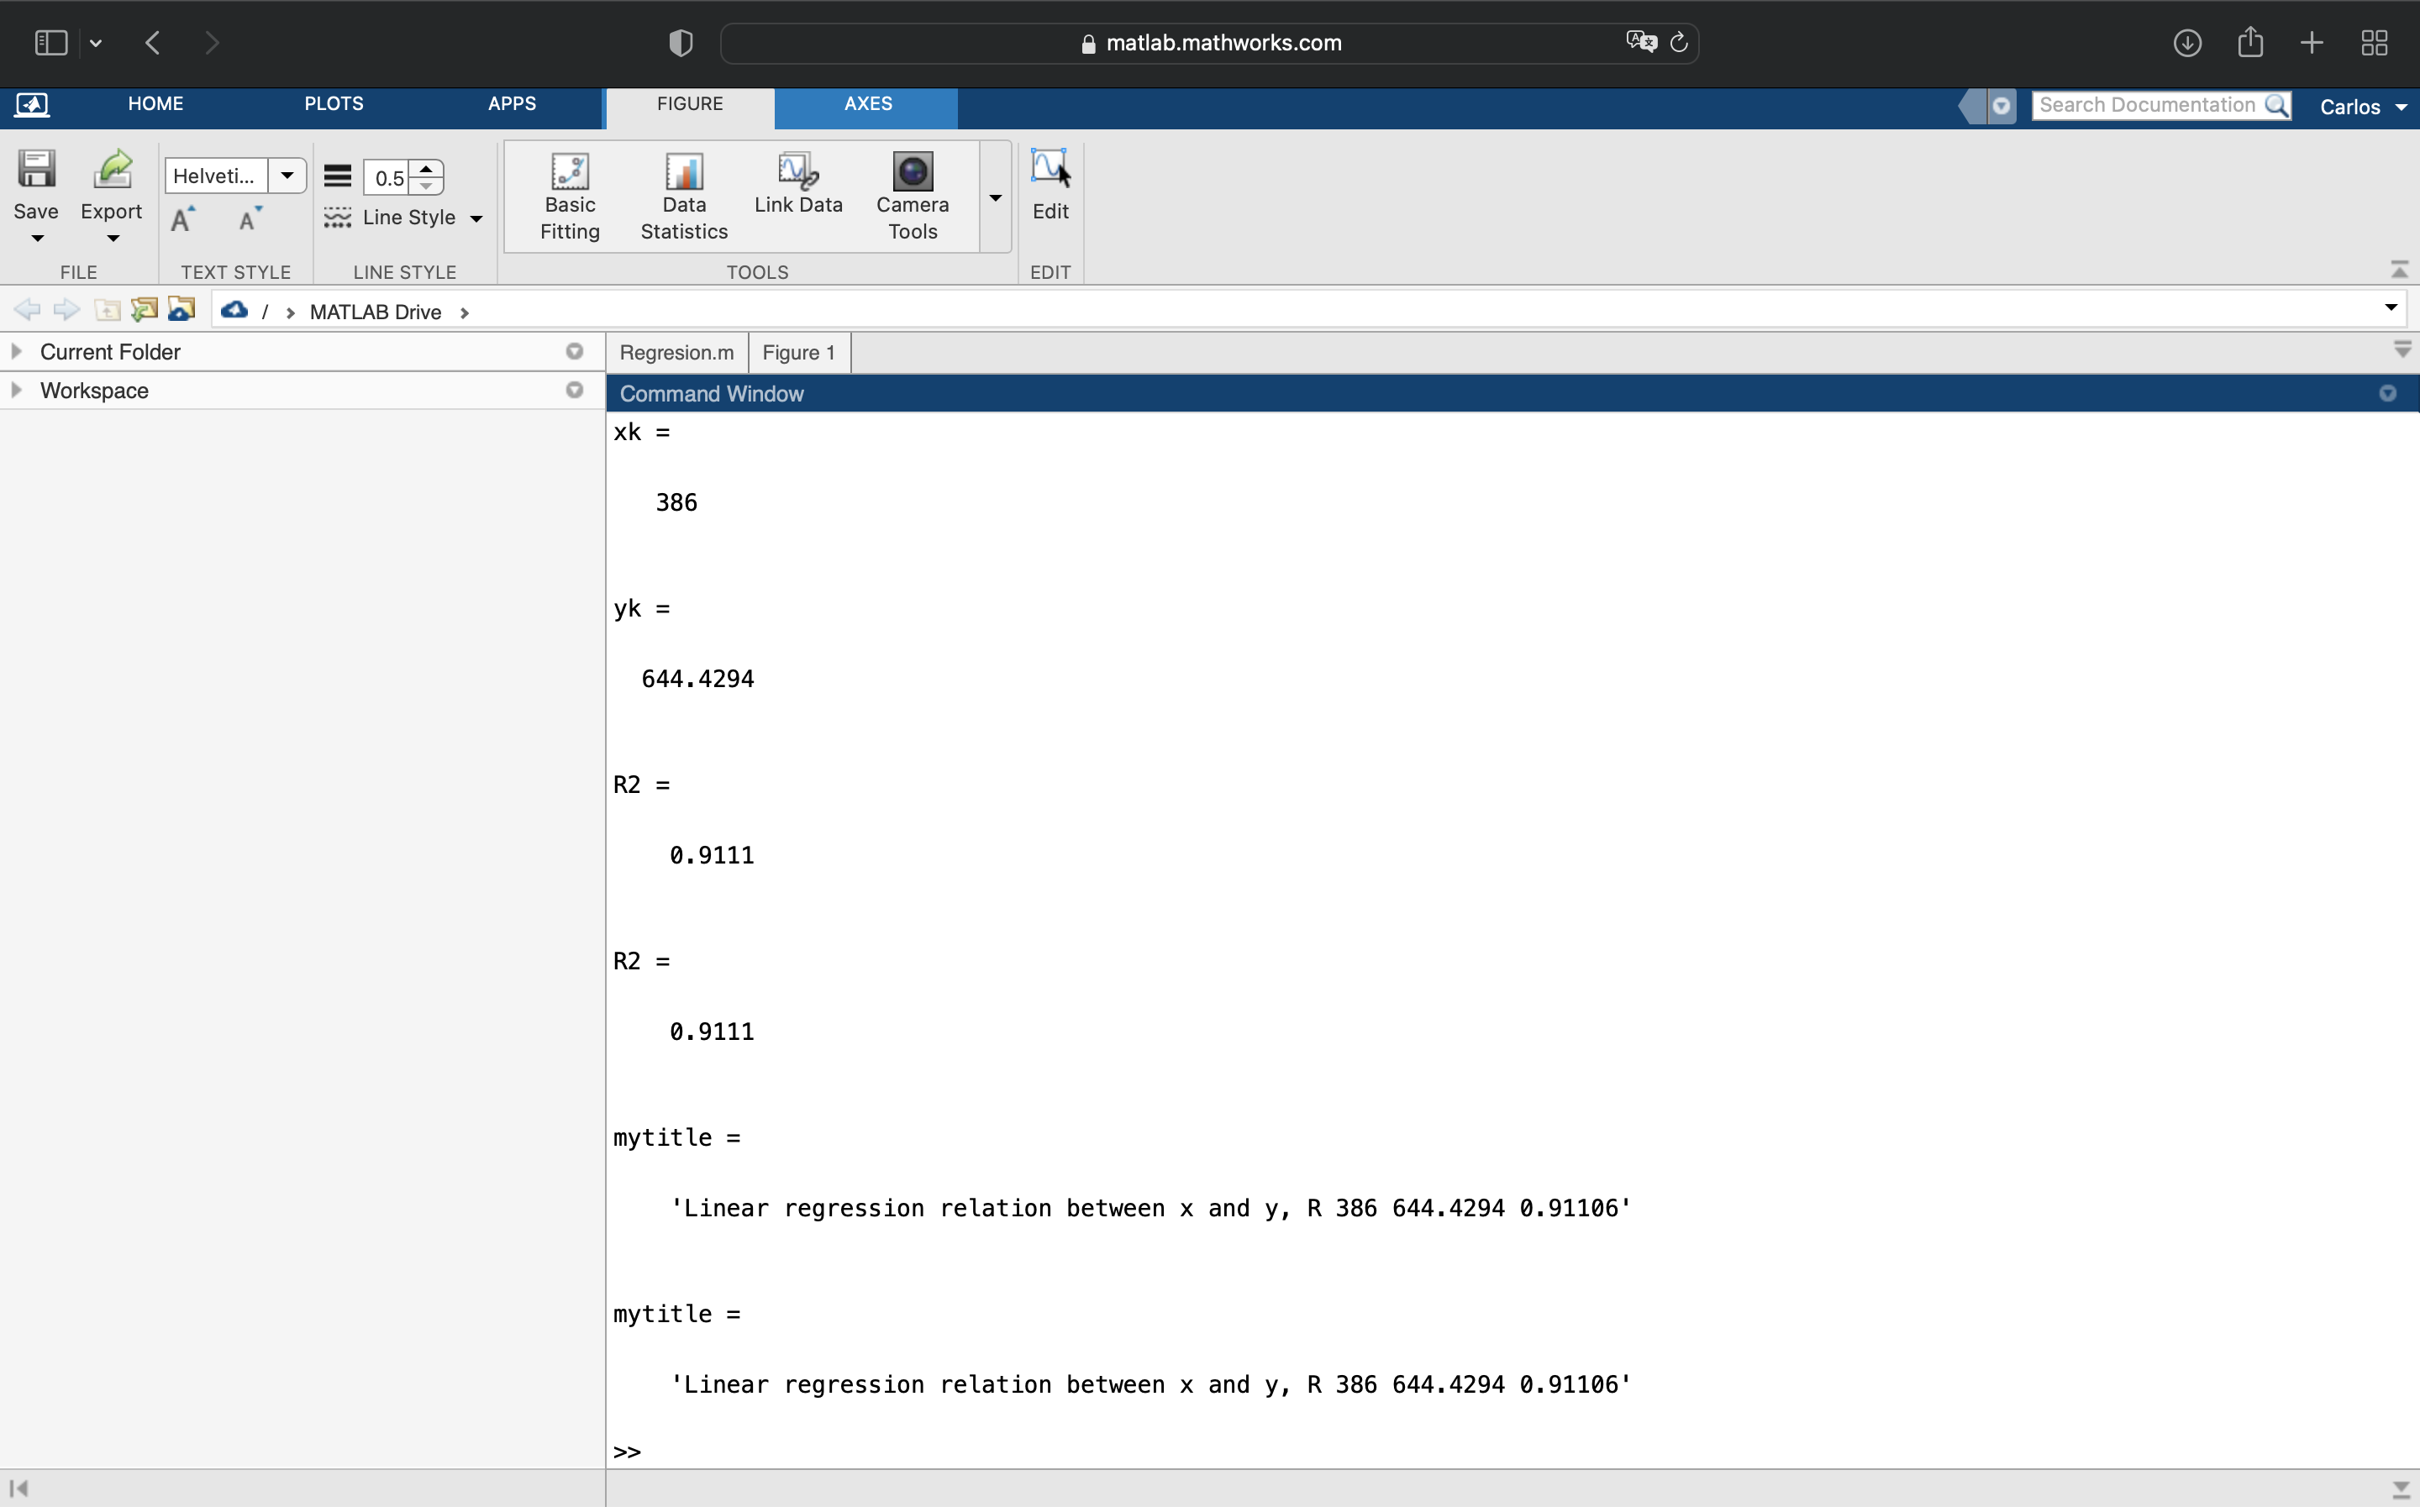 matlab.mathworks.com
HOME PLOTS APPS FIGURE AXES Search Documentation Carlos
Helveti... 0.5
Save Export A A Line Style Basic Fitting Data Statistics Link Data Camera Tools Edit
FILE TEXT STYLE LINE STYLE TOOLS EDIT
/ > MATLAB Drive >
Current Folder Regresion.m Figure 1
Workspace Command Window
xk =
386
yk =
644.4294
R2 =
0.9111
R2 =
0.9111
mytitle =
'Linear regression relation between x and y, R 386 644.4294 0.91106'
mytitle =
'Linear regression relation between x and y, R 386 644.4294 0.91106'
>>